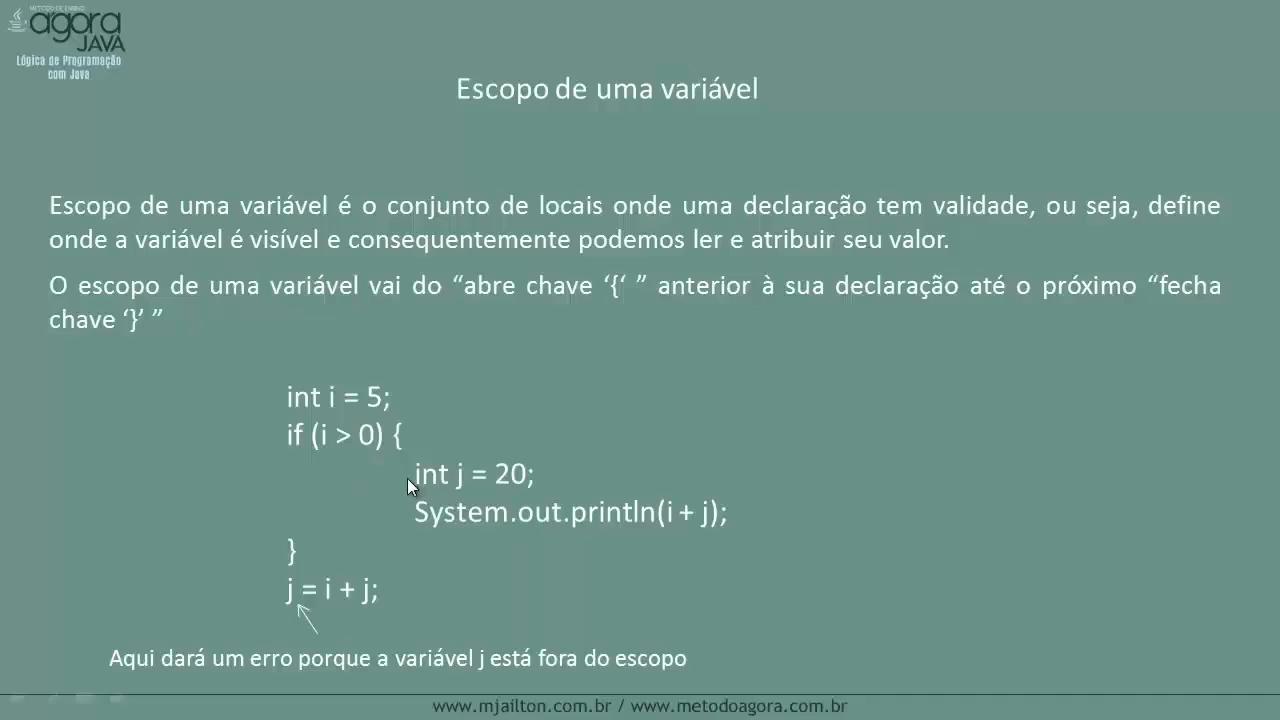 MÉTODO DE ENSINO
agora
JAVA
Lógica de Programação
com Java
Escopo de uma variável
Escopo de uma variável é o conjunto de locais onde uma declaração tem validade, ou seja, define
onde a variável é visível e consequentemente podemos ler e atribuir seu valor.
O escopo de uma variável vai do “abre chave ‘{‘ ” anterior à sua declaração até o próximo “fecha
chave ‘}’ ”
int i = 5;
if (i > 0) {
int j = 20;
System.out.println(i + j);
}
j = i + j;
Aqui dará um erro porque a variável j está fora do escopo
www.mjailton.com.br / www.metodoagora.com.br